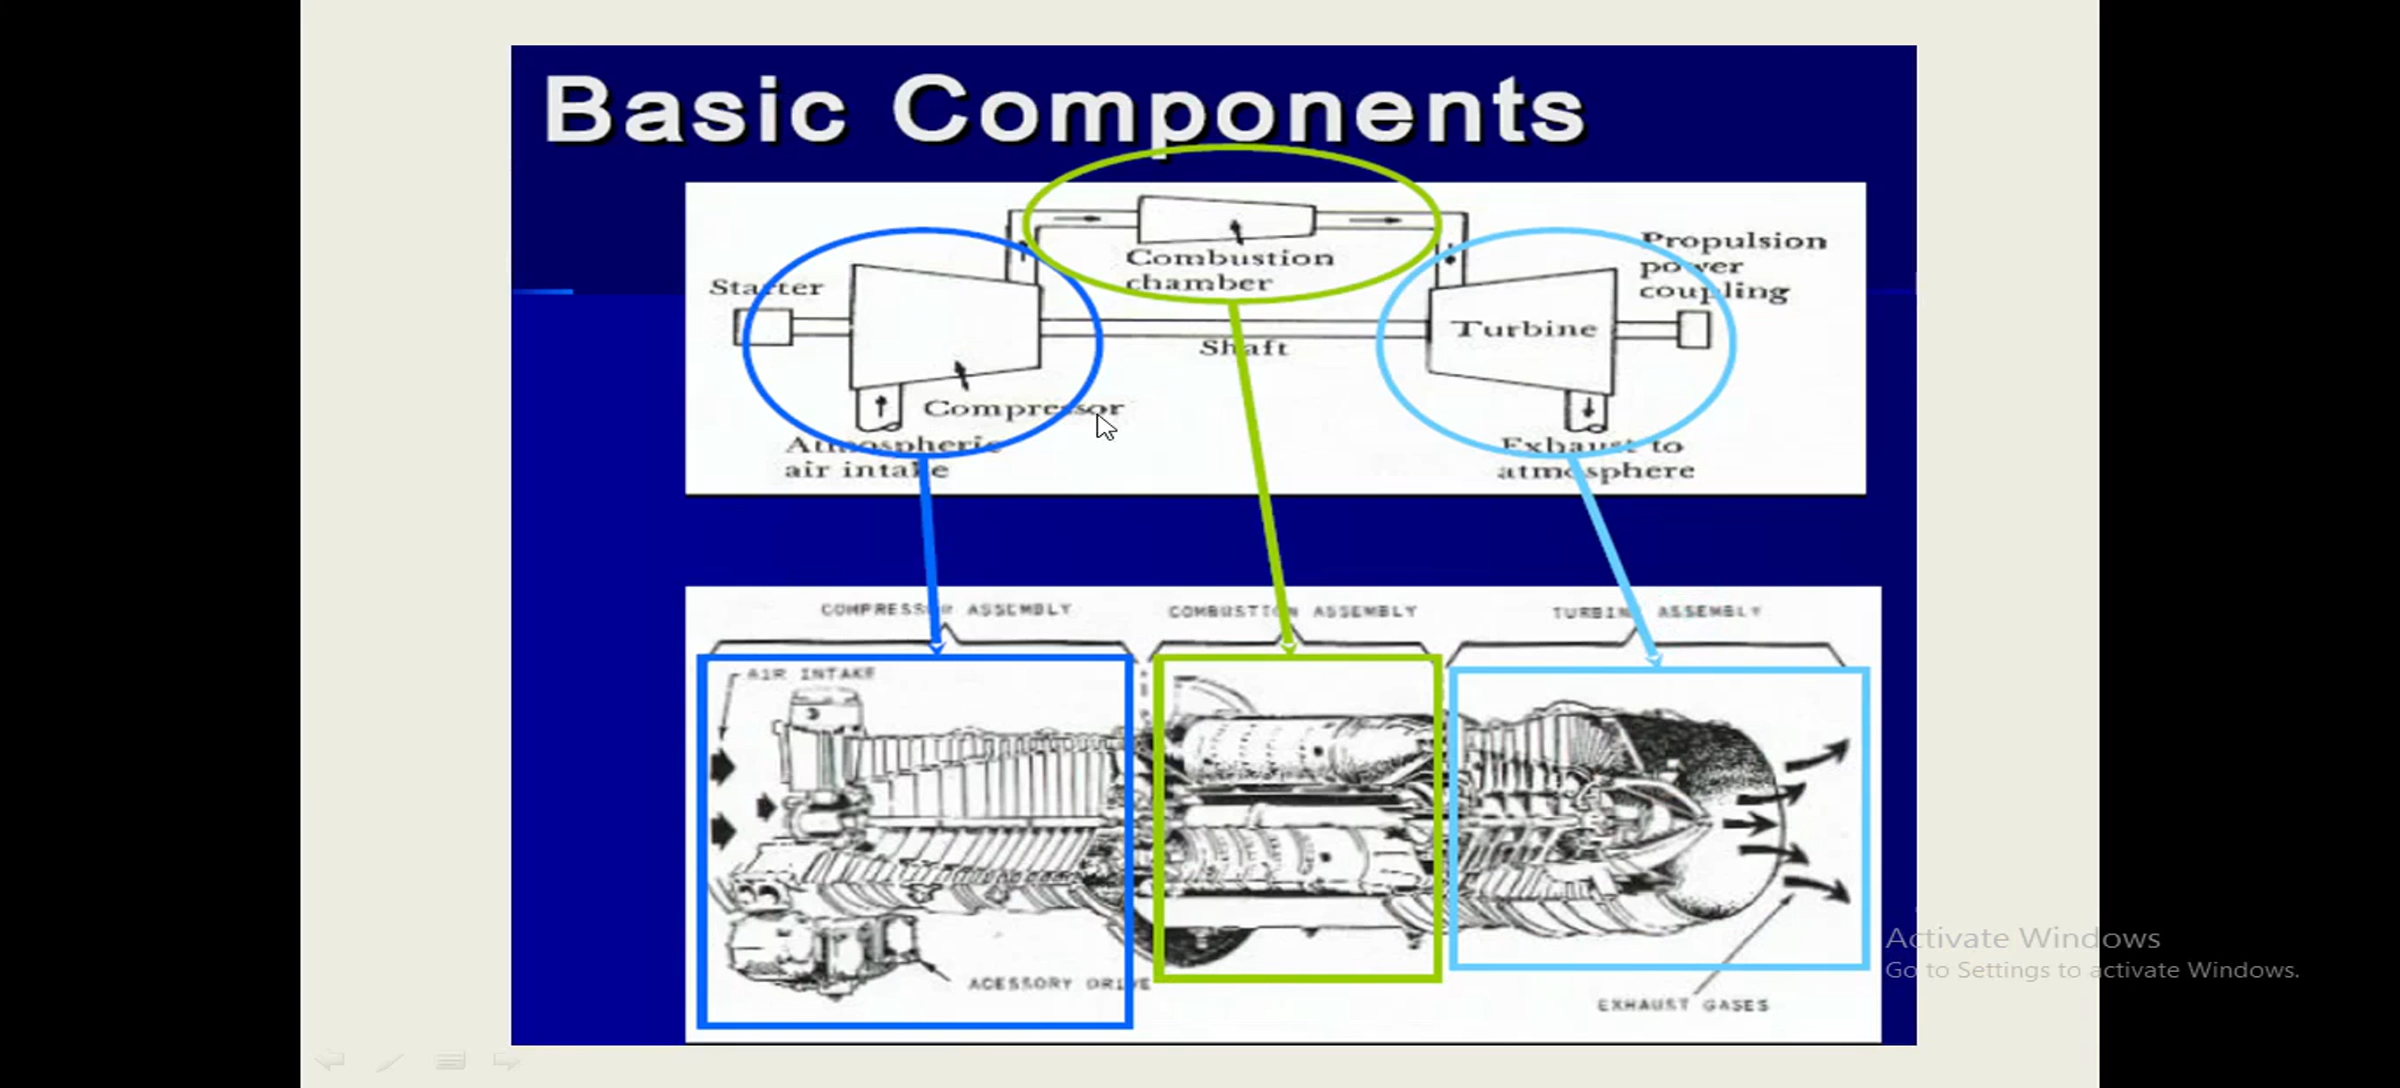 Basic Components
Combustion
chamber
Propulsion
power
coupling
Starter
Turbine
Shaft
Compressor
Atmospheric
air intake
Exhaust to
atmosphere
COMPRESSOR ASSEMBLY
COMBUSTION ASSEMBLY
TURBINE ASSEMBLY
AIR INTAKE
ACESSORY DRIVE
EXHAUST GASES
Activate Windows
Go to Settings to activate Windows.